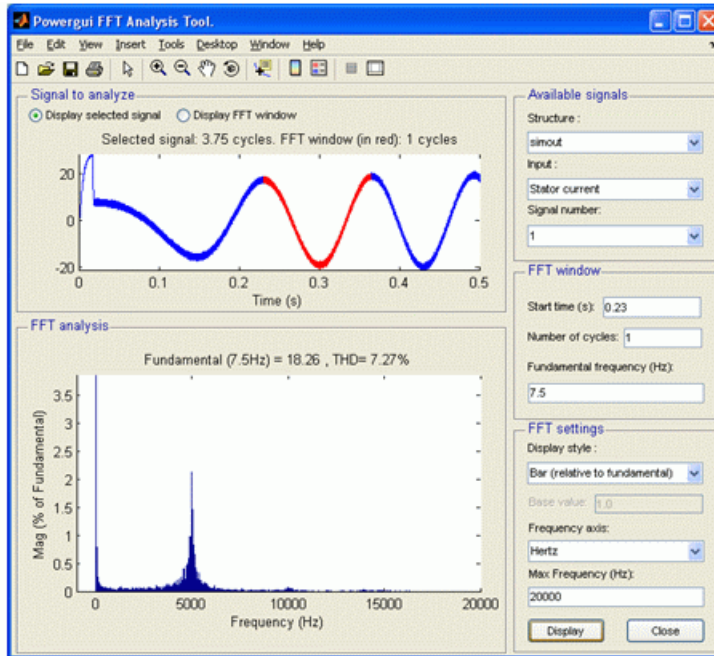 Powergui FFT Analysis Tool.
File Edit View Insert Tools Desktop Window Help
Signal to analyze
Display selected signal Display FFT window
Selected signal: 3.75 cycles. FFT window (in red): 1 cycles
20
0
-20
0 0.1 0.2 0.3 0.4 0.5
Time (s)
FFT analysis
Fundamental (7.5Hz) = 18.26 , THD= 7.27%
Mag (% of Fundamental)
3.5
3
2.5
2
1.5
1
0.5
0
0 5000 10000 15000 20000
Frequency (Hz)
Available signals
Structure :
simout
Input :
Stator current
Signal number:
1
FFT window
Start time (s): 0.23
Number of cycles: 1
Fundamental frequency (Hz):
7.5
FFT settings
Display style :
Bar (relative to fundamental)
Base value: 1.0
Frequency axis:
Hertz
Max Frequency (Hz):
20000
Display Close